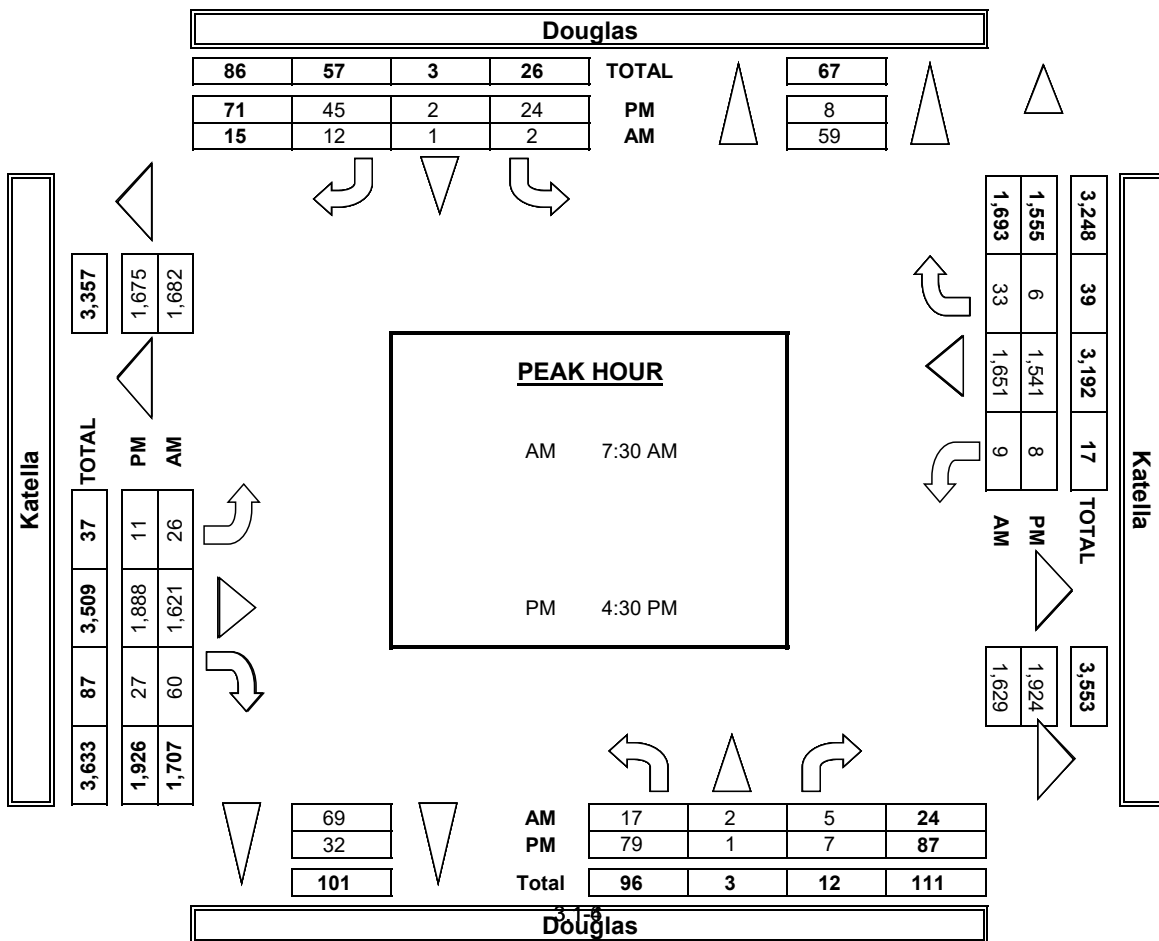 Douglas
86 57 3 26 TOTAL 67
71 45 2 24 PM 8
15 12 1 2 AM 59
Katella
TOTAL 3,357 TOTAL 37 3,509 87 3,633
PM 1,675 PM 11 1,888 27 1,926
AM 1,682 AM 26 1,621 60 1,707
PEAK HOUR
AM 7:30 AM
PM 4:30 PM
3,248 39 3,192 17 TOTAL 3,553
1,555 6 1,541 8 PM 1,924
1,693 33 1,651 9 AM 1,629
Katella
69 AM 17 2 5 24
32 PM 79 1 7 87
101 Total 96 3 12 111
3.1-6
Douglas